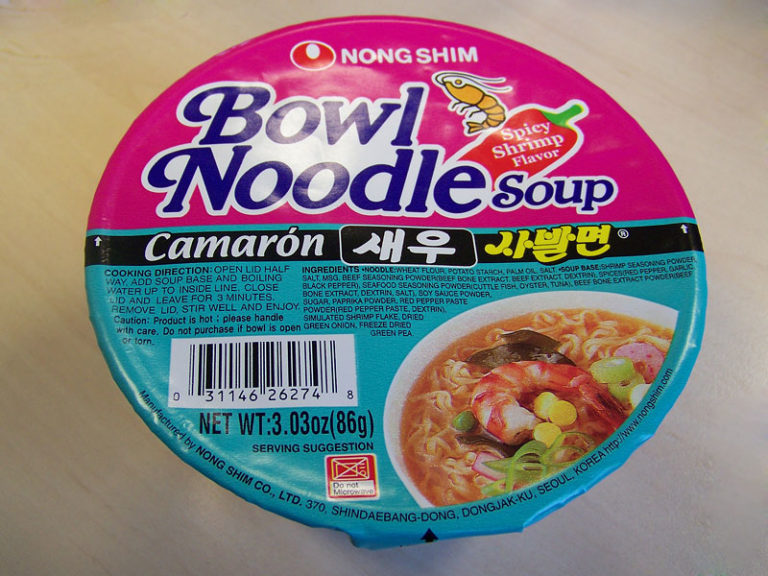 NONG SHIM
Bowl
Noodle Soup
Spicy
Shrimp
Flavor
Camarón 새우 사발면®
COOKING DIRECTION: OPEN LID HALF
WAY, ADD SOUP BASE AND BOILING
WATER UP TO INSIDE LINE. CLOSE
LID AND LEAVE FOR 3 MINUTES.
REMOVE LID, STIR WELL AND ENJOY.
Caution: Product is hot : please handle
with care. Do not purchase if bowl is open
or torn.
INGREDIENTS •NOODLE:WHEAT FLOUR, POTATO STARCH, PALM OIL, SALT, •SOUP BASE:SHRIMP SEASONING POWDER,
SALT, MSG, BEEF SEASONING POWDER(BEEF BONE EXTRACT, BEEF EXTRACT, DEXTRIN), SPICES(RED PEPPER, GARLIC,
BLACK PEPPER), SEAFOOD SEASONING POWDER(CUTTLE FISH, OYSTER, TUNA), BEEF EXTRACT POWDER(BEEF
BONE EXTRACT, DEXTRIN, SALT), SOY SAUCE POWDER,
SUGAR, PAPRIKA POWDER, RED PEPPER PASTE
POWDER(RED PEPPER PASTE, DEXTRIN),
SIMULATED SHRIMP FLAKE, DRIED
GREEN ONION, FREEZE DRIED
GREEN PEA.
0 31146 26274 8
NET WT:3.03oz(86g)
SERVING SUGGESTION
Do not
Microwave
Manufactured by NONG SHIM CO., LTD. 370, SHINDAEBANG-DONG, DONGJAK-KU, SEOUL, KOREA http://www.nongshim.com